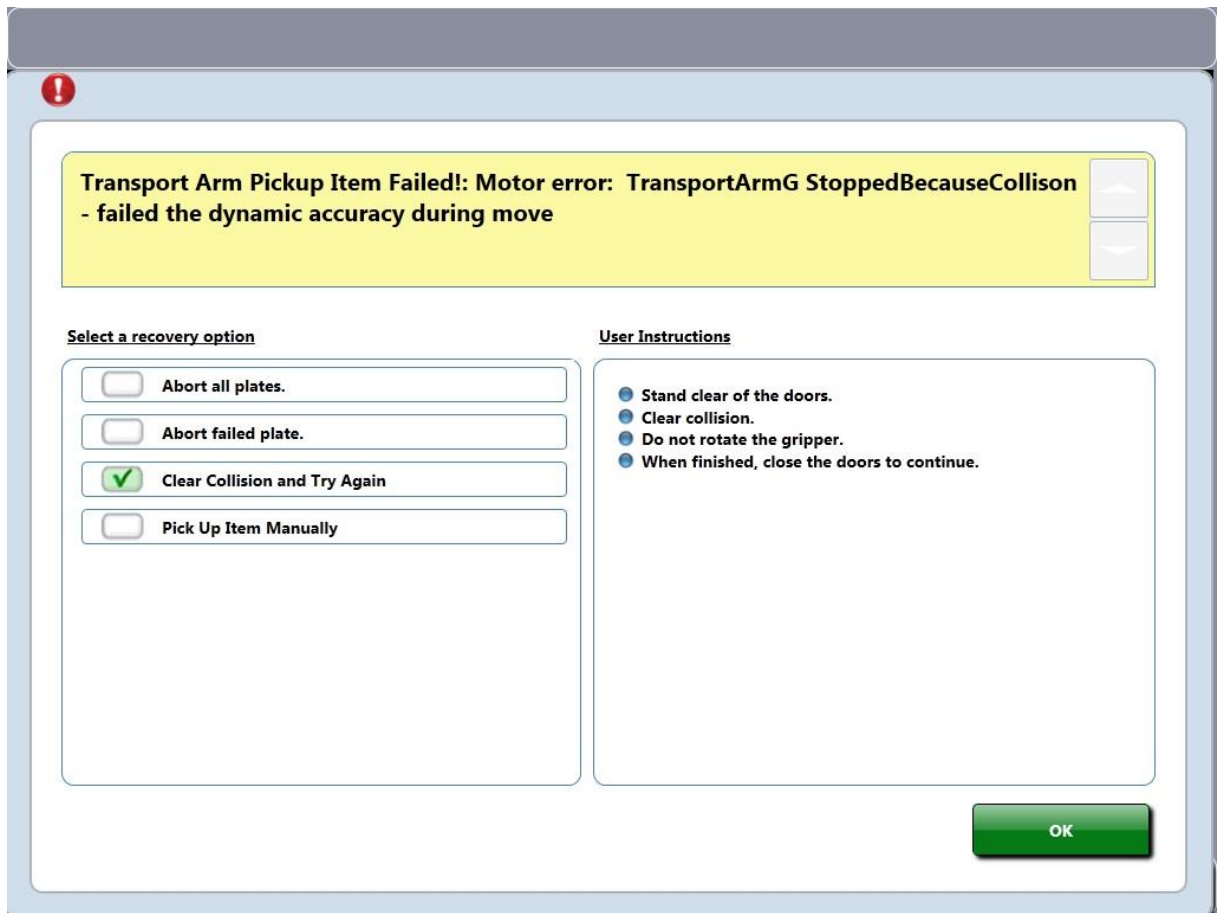 Transport Arm Pickup Item Failed!: Motor error:  TransportArmG StoppedBecauseCollison
- failed the dynamic accuracy during move
Select a recovery option
Abort all plates.
Abort failed plate.
Clear Collision and Try Again
Pick Up Item Manually
User Instructions
Stand clear of the doors.
Clear collision.
Do not rotate the gripper.
When finished, close the doors to continue.
OK